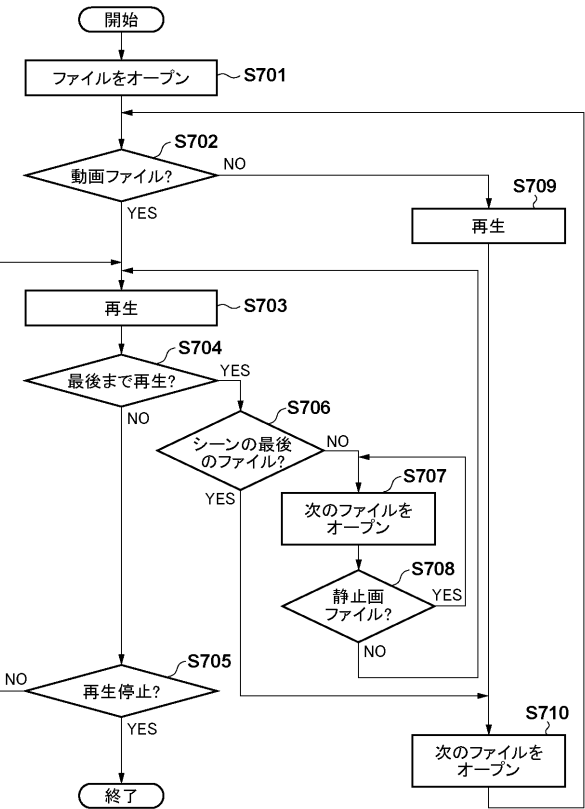 開始
ファイルをオープン
S701
S702
動画ファイル?
NO
YES
S709
再生
再生
S703
S704
最後まで再生?
YES
NO
S706
シーンの最後
のファイル?
NO
YES
S707
次のファイルを
オープン
S708
静止画
ファイル?
YES
NO
S705
再生停止?
NO
YES
S710
次のファイルを
オープン
終了